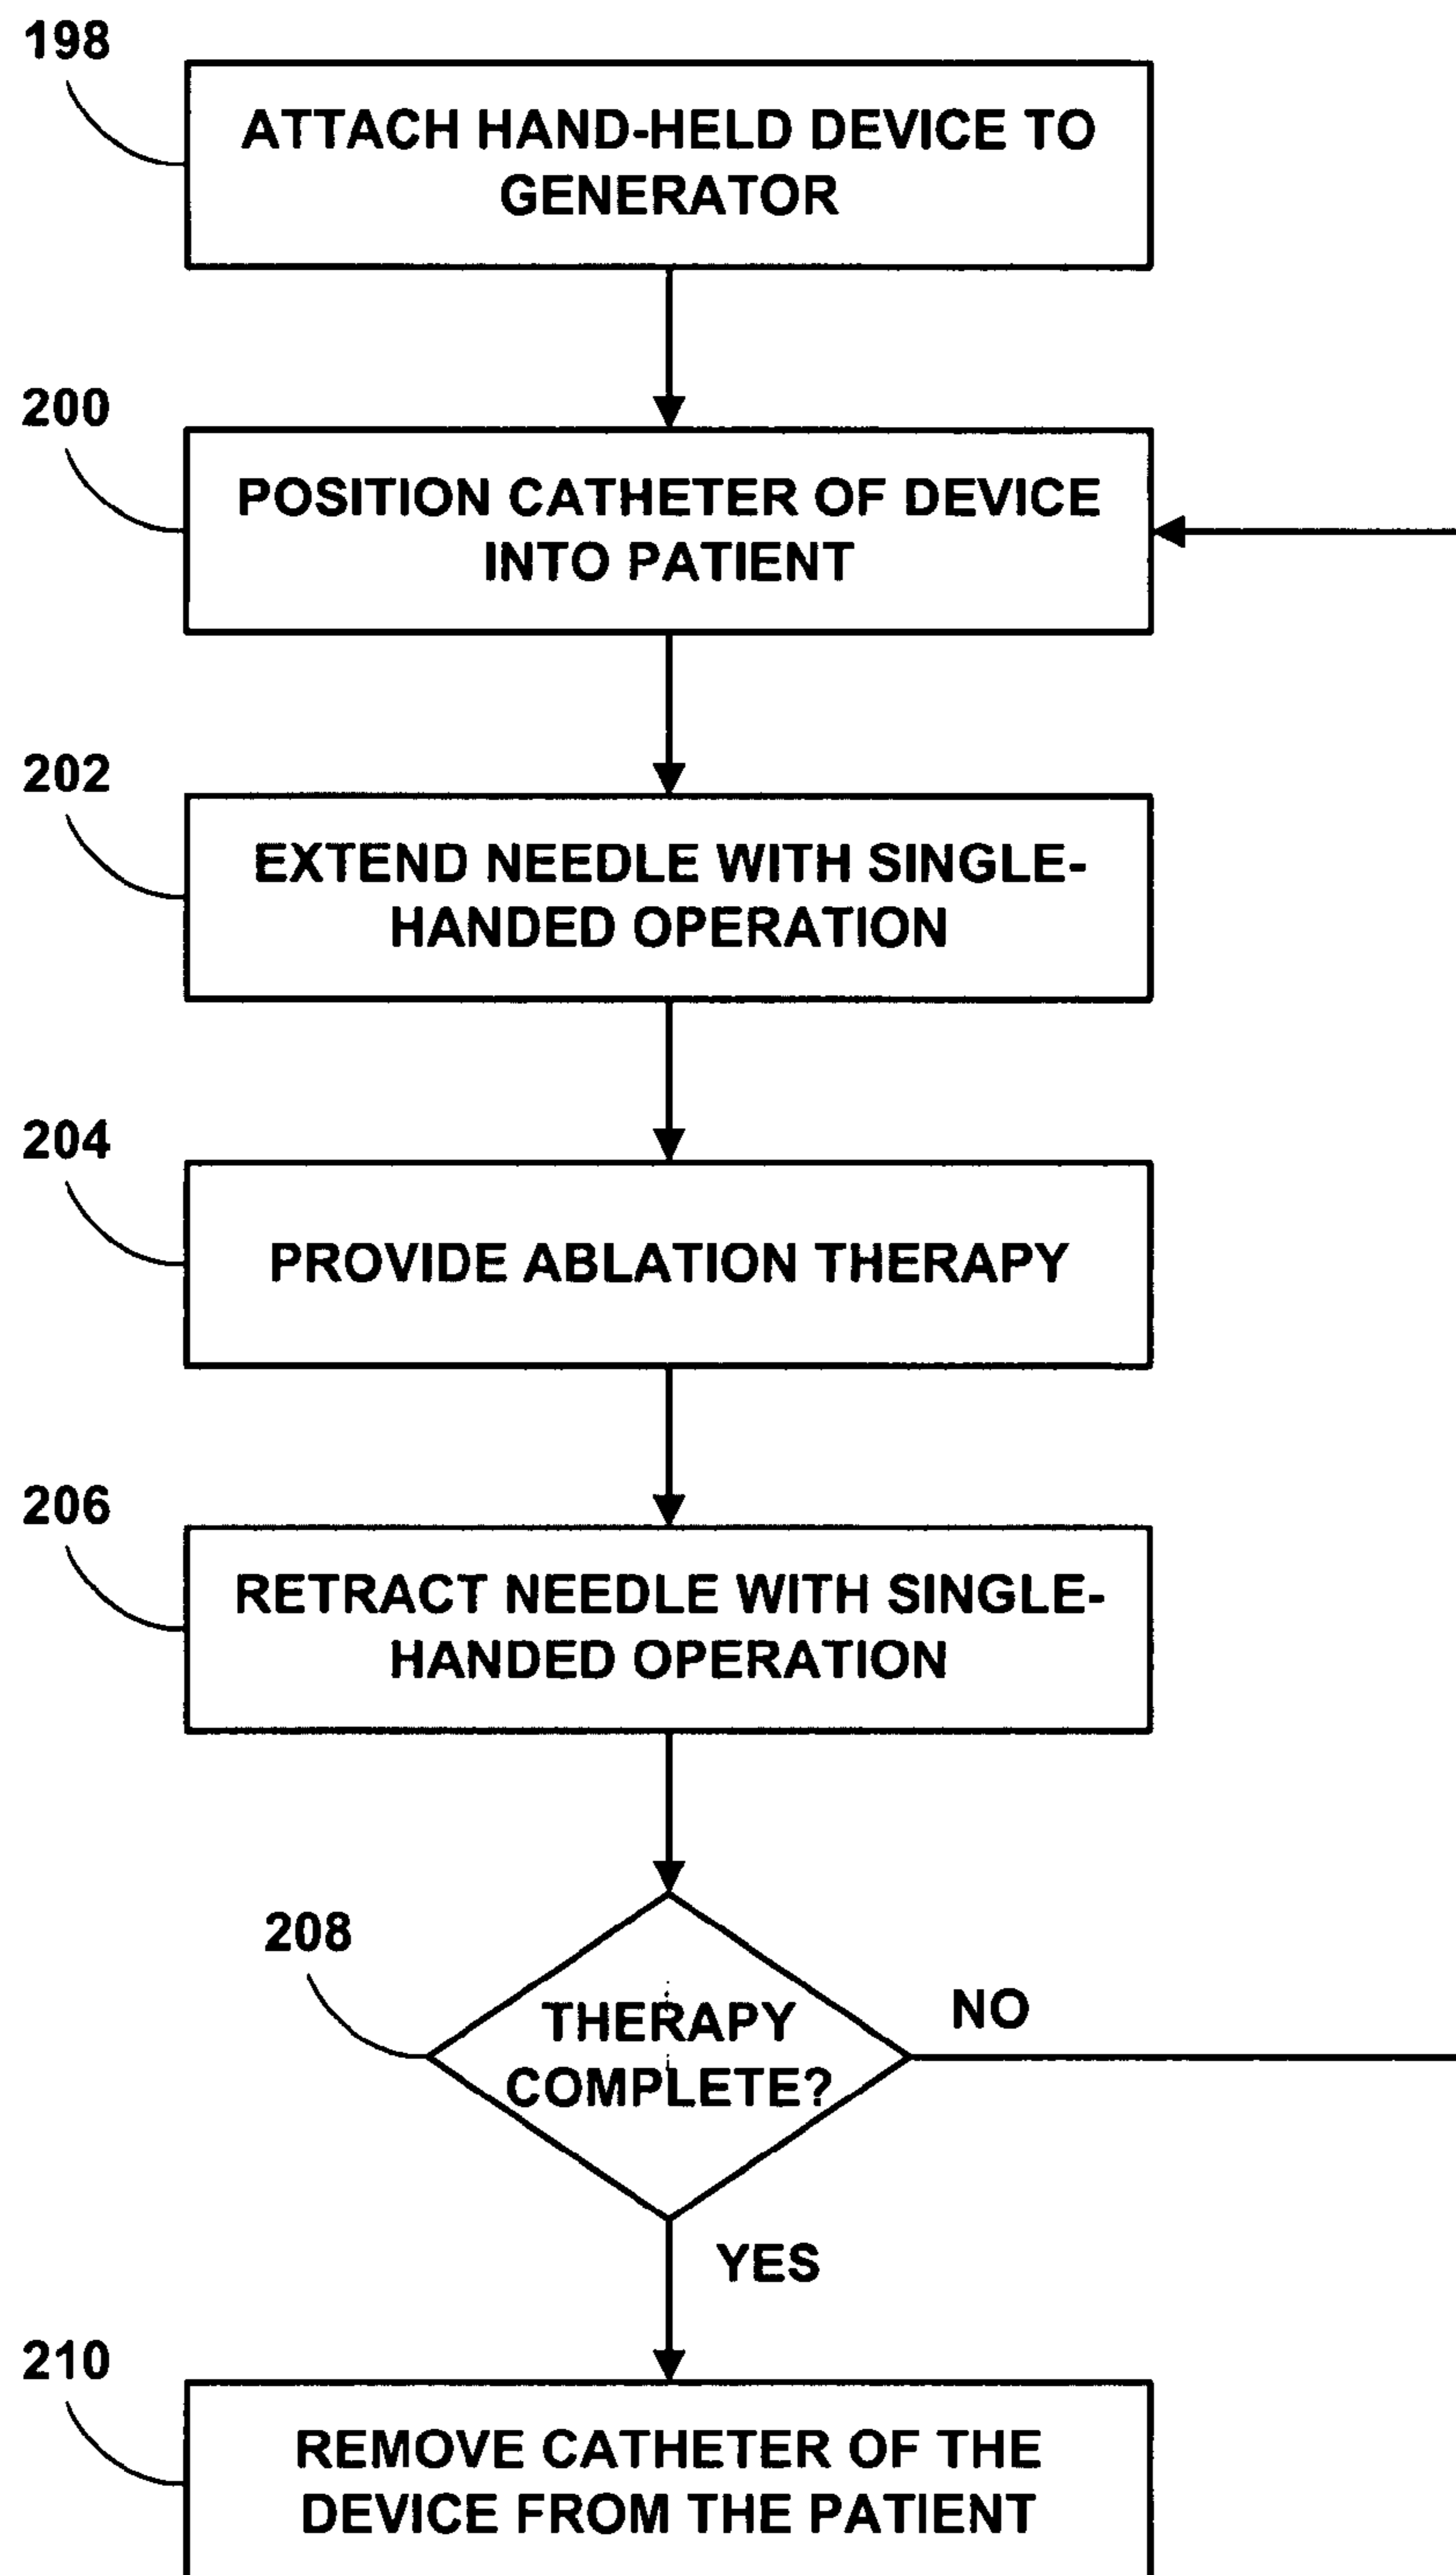 198
ATTACH HAND-HELD DEVICE TO
GENERATOR
200
POSITION CATHETER OF DEVICE
INTO PATIENT
202
EXTEND NEEDLE WITH SINGLE-
HANDED OPERATION
204
PROVIDE ABLATION THERAPY
206
RETRACT NEEDLE WITH SINGLE-
HANDED OPERATION
208
THERAPY
COMPLETE?
NO
YES
210
REMOVE CATHETER OF THE
DEVICE FROM THE PATIENT